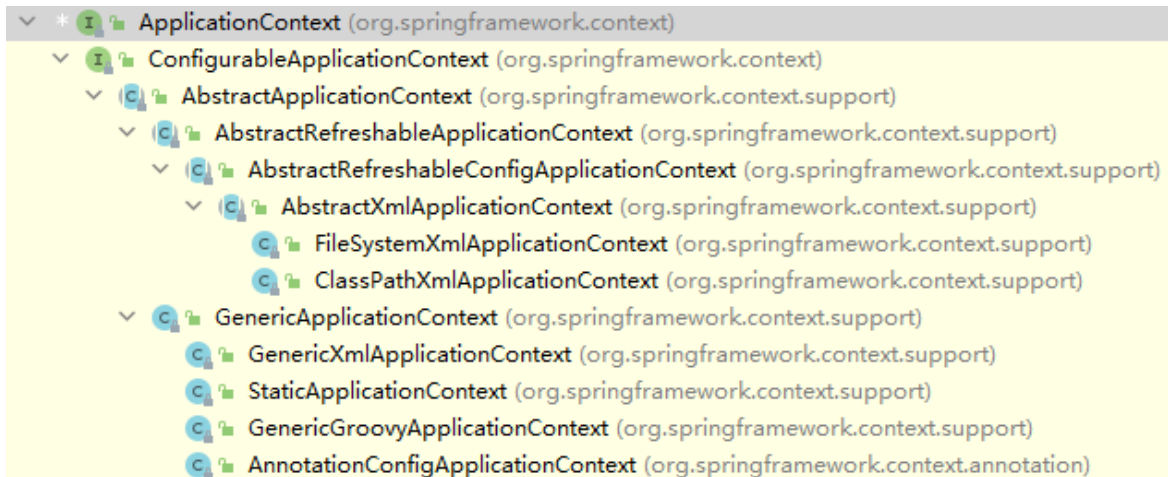 * ApplicationContext (org.springframework.context)
ConfigurableApplicationContext (org.springframework.context)
AbstractApplicationContext (org.springframework.context.support)
AbstractRefreshableApplicationContext (org.springframework.context.support)
AbstractRefreshableConfigApplicationContext (org.springframework.context.support)
AbstractXmlApplicationContext (org.springframework.context.support)
FileSystemXmlApplicationContext (org.springframework.context.support)
ClassPathXmlApplicationContext (org.springframework.context.support)
GenericApplicationContext (org.springframework.context.support)
GenericXmlApplicationContext (org.springframework.context.support)
StaticApplicationContext (org.springframework.context.support)
GenericGroovyApplicationContext (org.springframework.context.support)
AnnotationConfigApplicationContext (org.springframework.context.annotation)